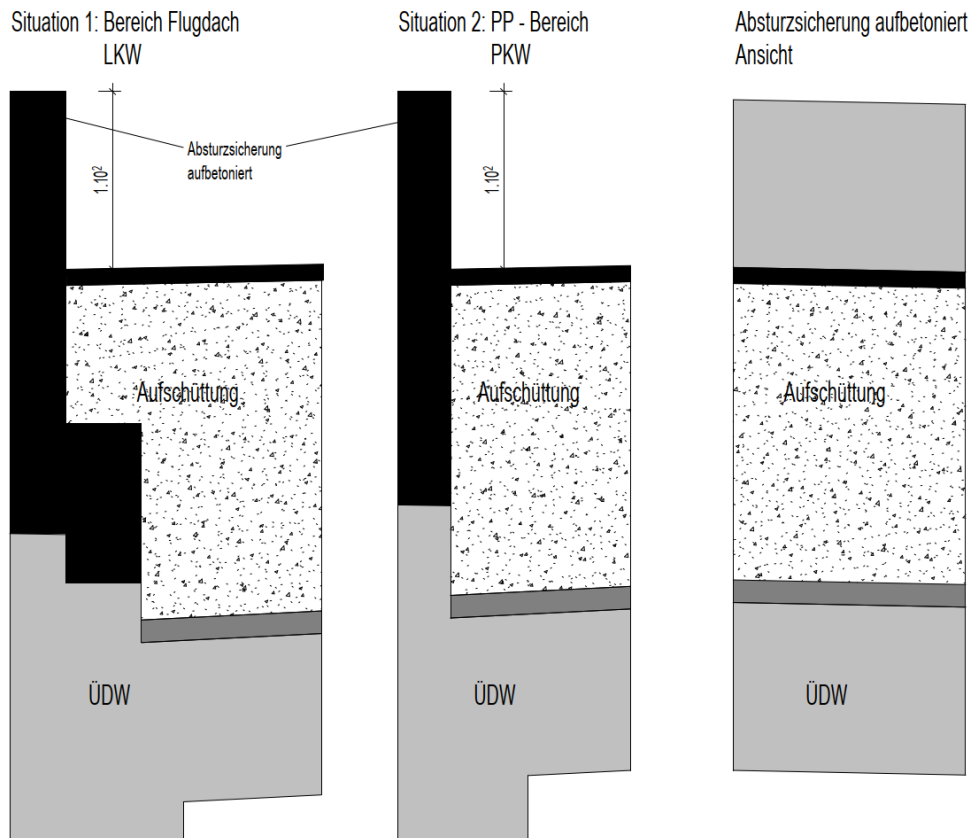 Situation 1: Bereich Flugdach
LKW
Situation 2: PP - Bereich
PKW
Absturzsicherung aufbetoniert
Ansicht
Absturzsicherung
aufbetoniert
1.10²
1.10²
Aufschüttung
Aufschüttung
Aufschüttung
ÜDW
ÜDW
ÜDW